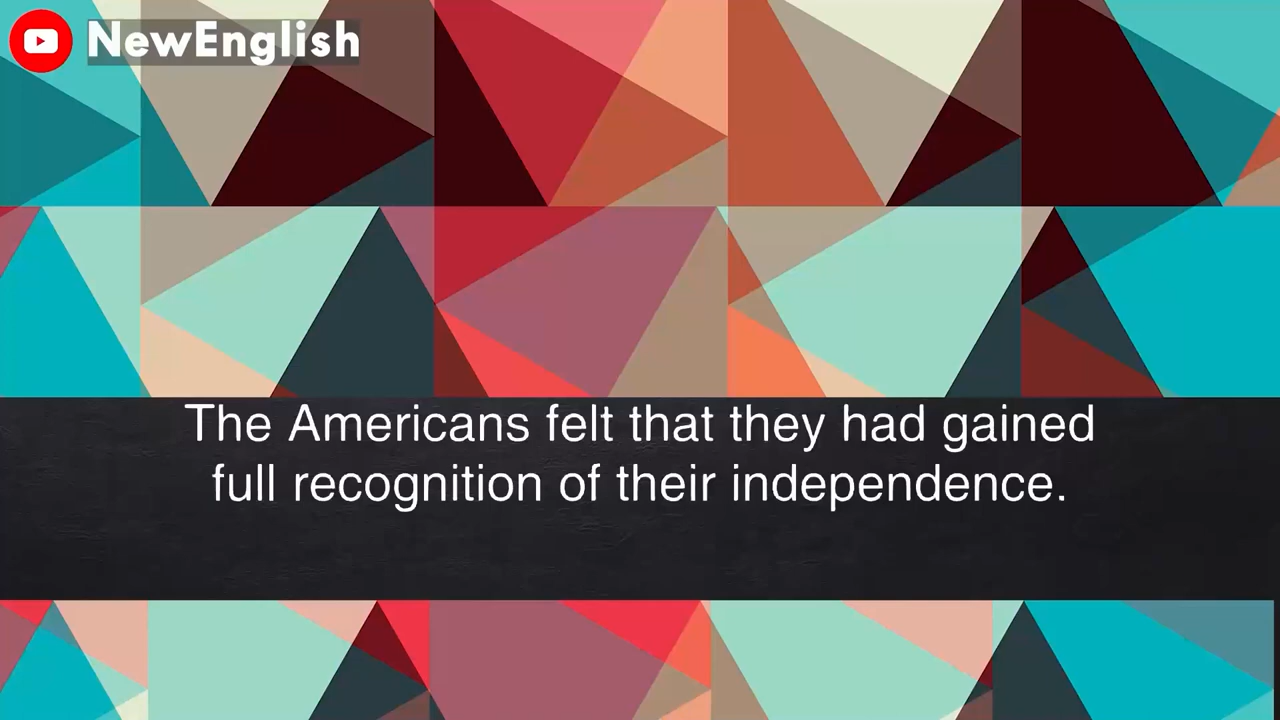 NewEnglish
The Americans felt that they had gained
full recognition of their independence.